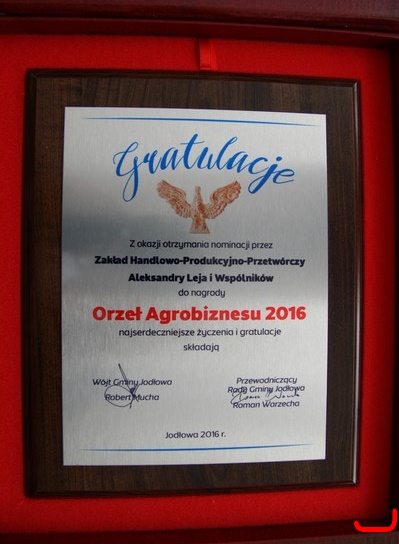 Gratulacje
Z okazji otrzymania nominacji przez
Zakład Handlowo-Produkcyjno-Przetwórczy
Aleksandry Leja i Wspólników
do nagrody
Orzeł Agrobiznesu 2016
najserdeczniejsze życzenia i gratulacje
składają
Wójt Gminy Jodłowa
Robert Mucha
Przewodniczący
Rady Gminy Jodłowa
Roman Warzecha
Jodłowa 2016 r.